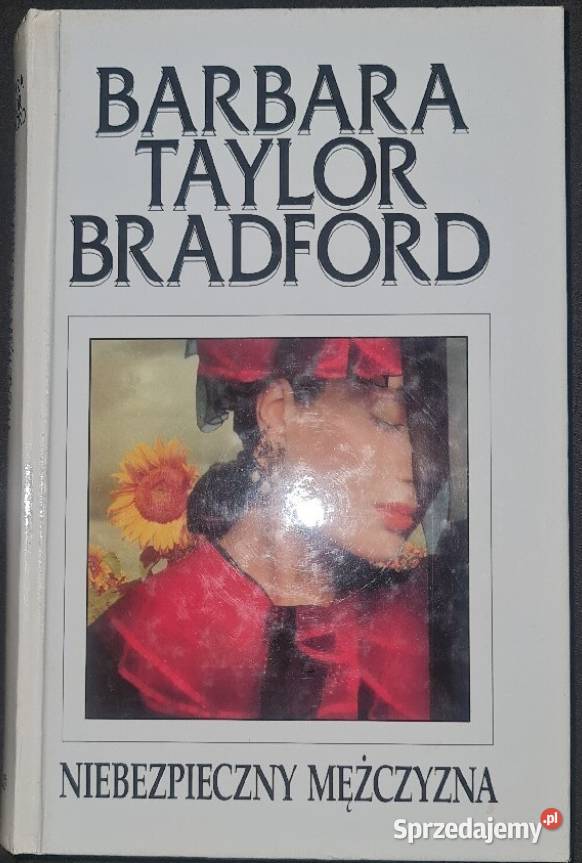 BARBARA
TAYLOR
BRADFORD
NIEBEZPIECZNY MĘŻCZYZNA
Sprzedajemy.pl